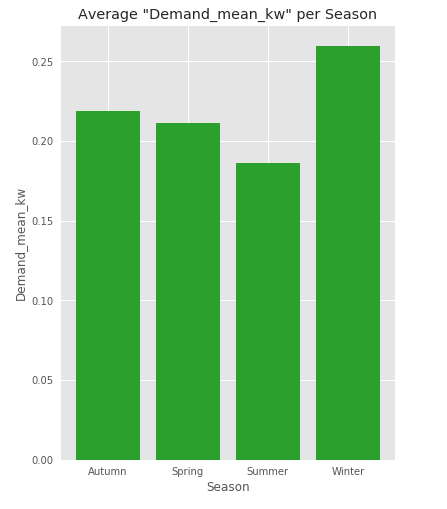 Average "Demand_mean_kw" per Season
0.25
0.20
0.15
0.10
0.05
0.00
Demand_mean_kw
Autumn Spring Summer Winter
Season